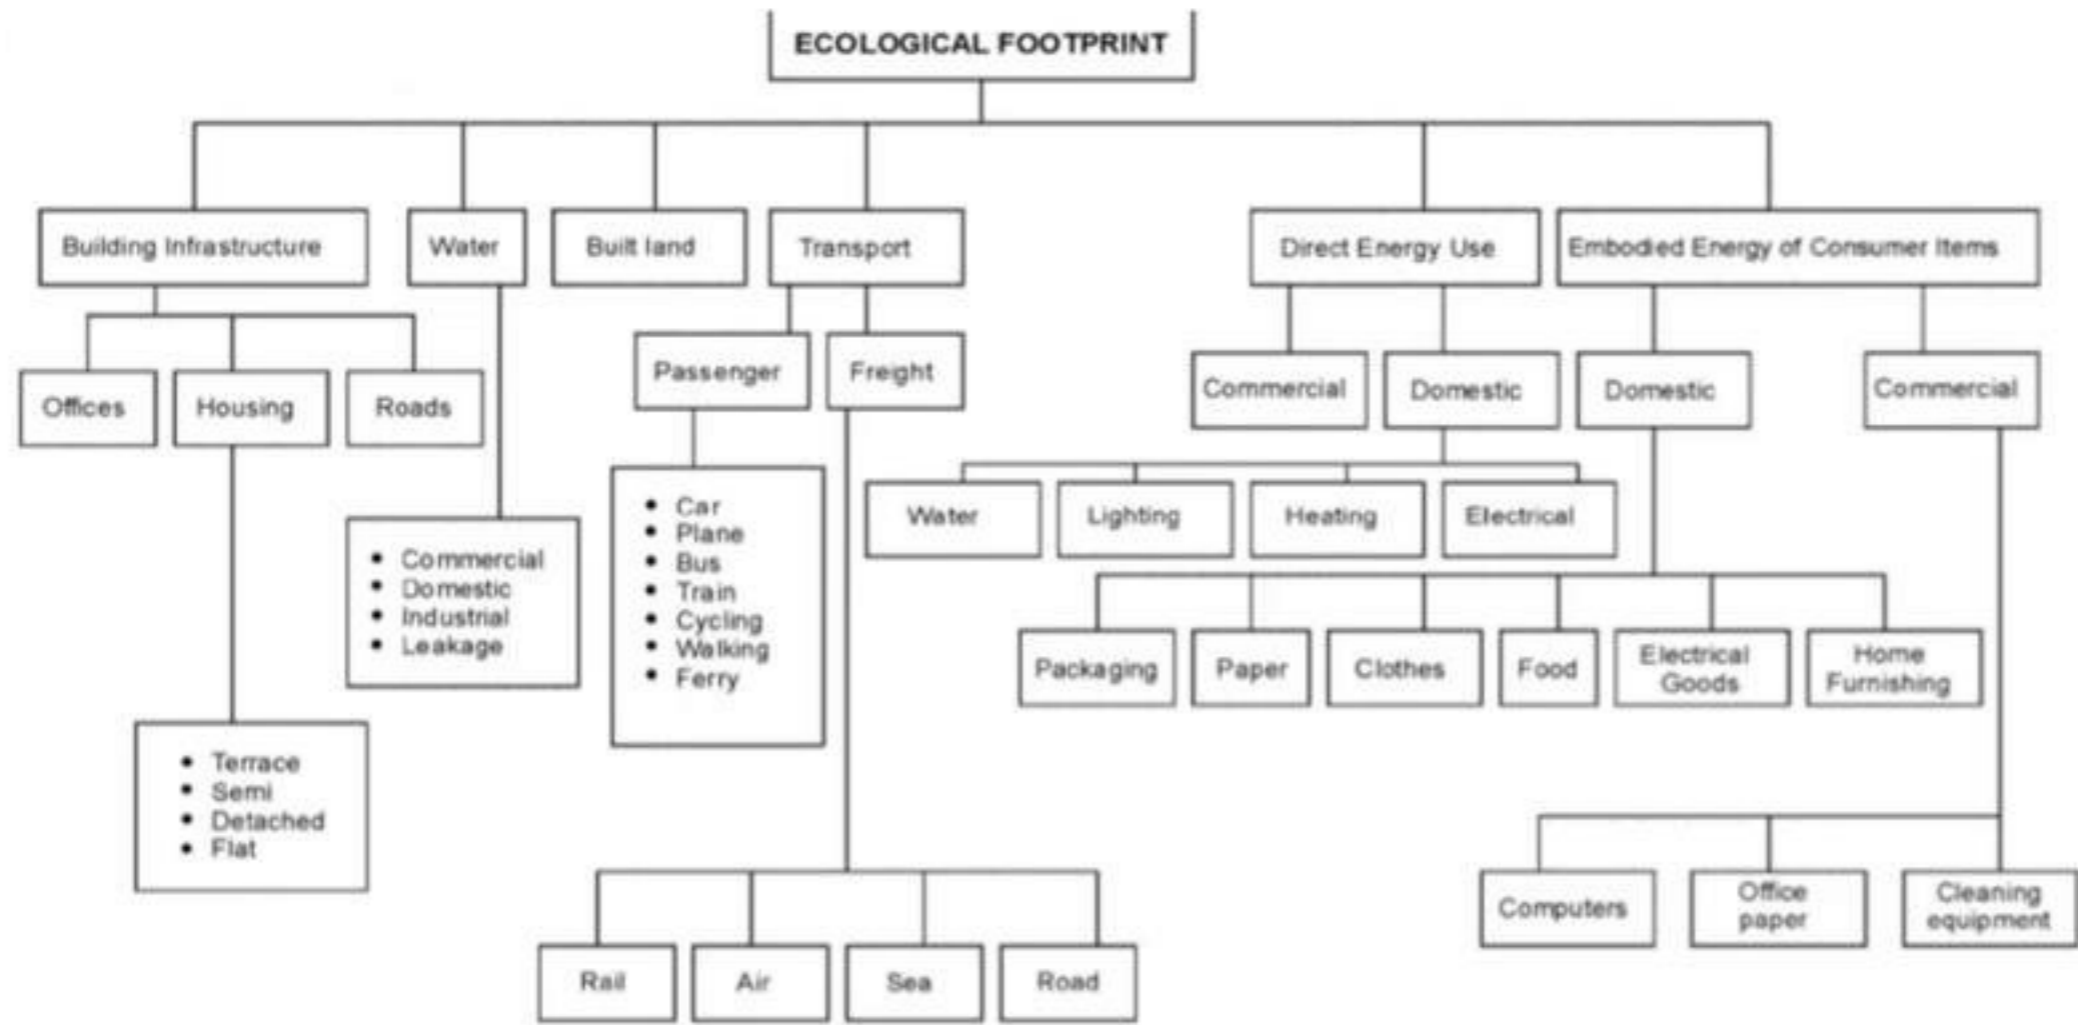 ECOLOGICAL FOOTPRINT
Building Infrastructure
Water
Built land
Transport
Direct Energy Use
Embodied Energy of Consumer Items
Passenger
Freight
Commercial
Domestic
Domestic
Commercial
Offices
Housing
Roads
Water
Lighting
Heating
Electrical
• Car
• Plane
• Bus
• Train
• Cycling
• Walking
• Ferry
• Commercial
• Domestic
• Industrial
• Leakage
Packaging
Paper
Clothes
Food
Electrical
Goods
Home
Furnishing
• Terrace
• Semi
• Detached
• Flat
Computers
Office
paper
Cleaning
equipment
Rail
Air
Sea
Road